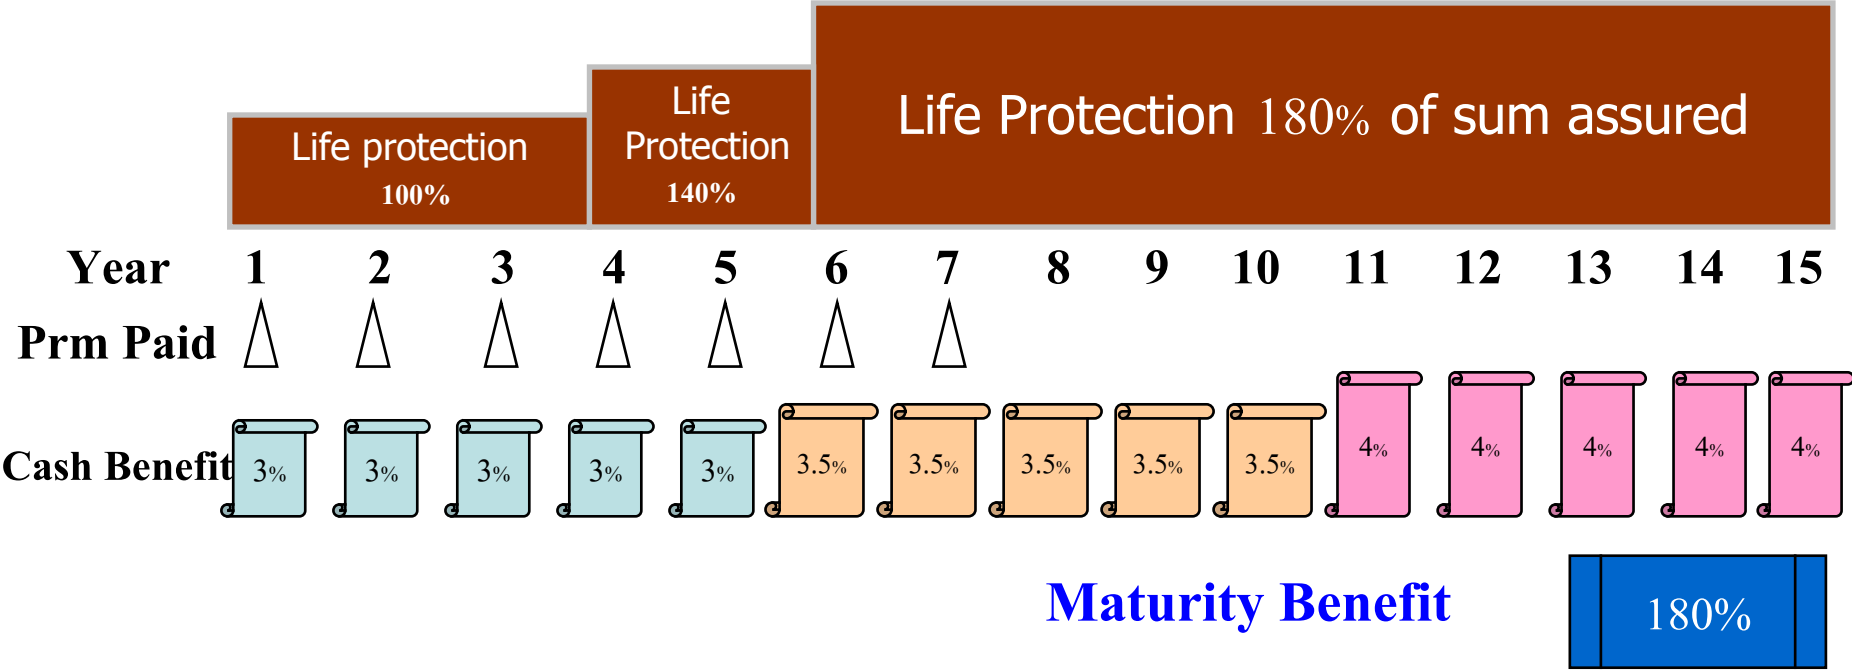 Life protection
100%
Life
Protection
140%
Life Protection 180% of sum assured
Year 1 2 3 4 5 6 7 8 9 10 11 12 13 14 15
Prm Paid
Cash Benefit 3% 3% 3% 3% 3% 3.5% 3.5% 3.5% 3.5% 3.5% 4% 4% 4% 4% 4%
Maturity Benefit 180%